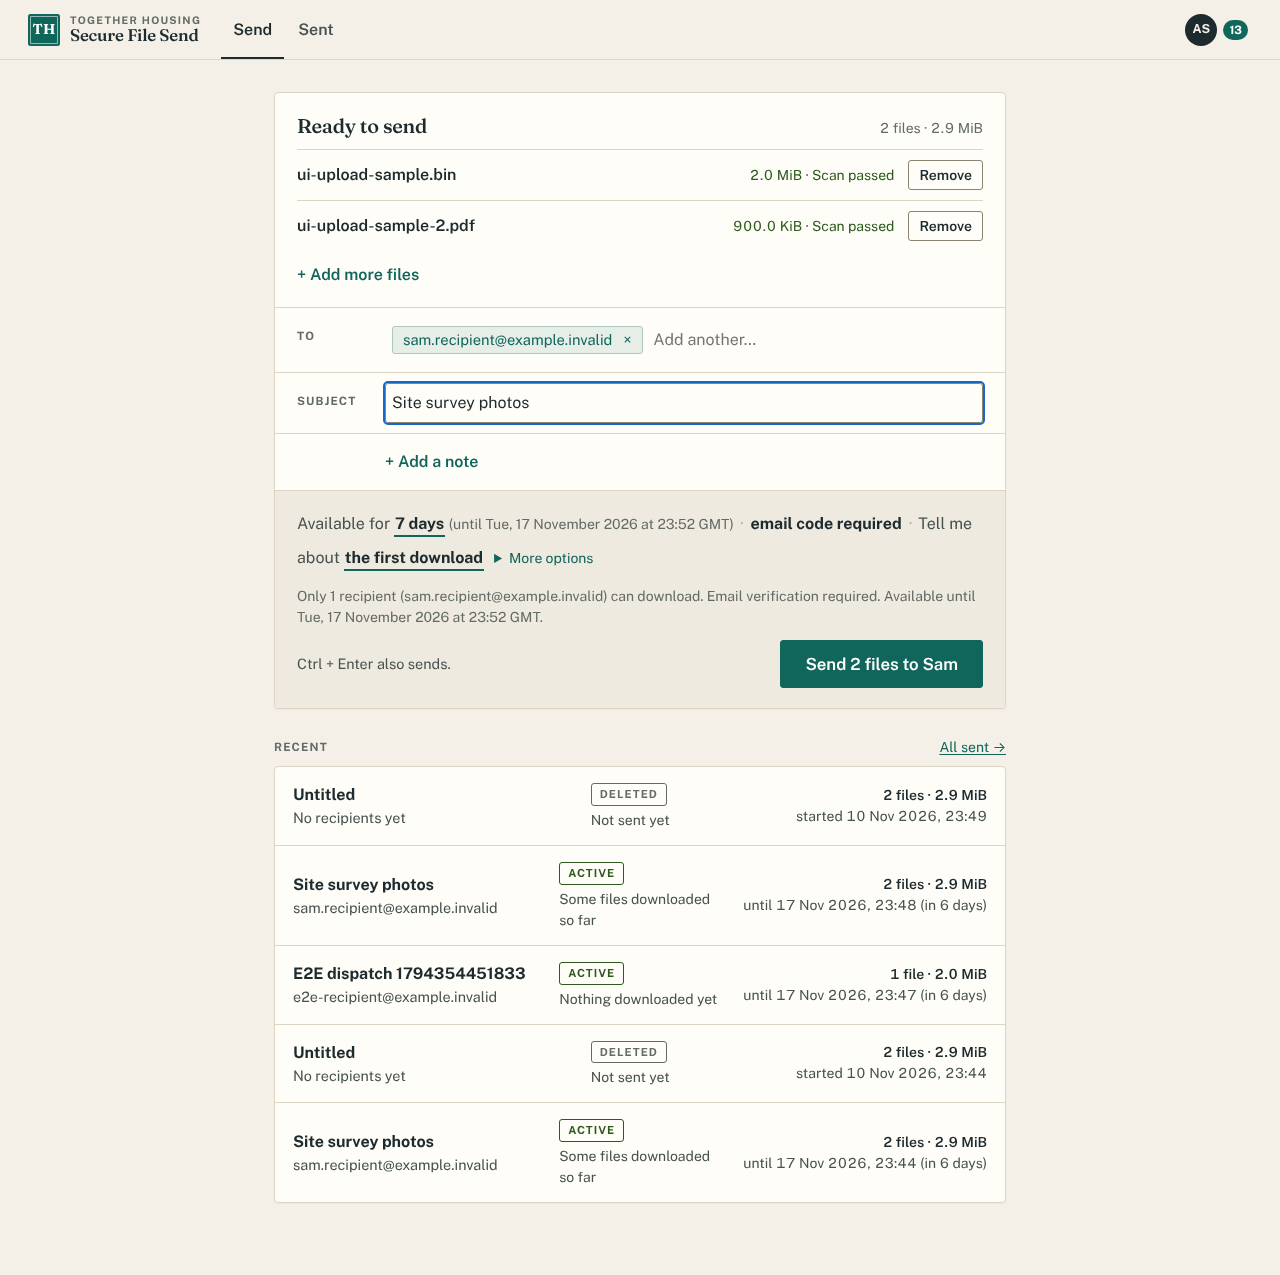 TH
TOGETHER HOUSING
Secure File Send
Send
Sent
AS
13
Ready to send
2 files · 2.9 MiB
ui-upload-sample.bin
2.0 MiB · Scan passed
Remove
ui-upload-sample-2.pdf
900.0 KiB · Scan passed
Remove
+ Add more files
TO
sam.recipient@example.invalid ×
Add another...
SUBJECT
Site survey photos
+ Add a note
Available for 7 days (until Tue, 17 November 2026 at 23:52 GMT) · email code required · Tell me
about the first download ▶ More options
Only 1 recipient (sam.recipient@example.invalid) can download. Email verification required. Available until
Tue, 17 November 2026 at 23:52 GMT.
Ctrl + Enter also sends.
Send 2 files to Sam
RECENT
All sent →
Untitled
No recipients yet
DELETED
Not sent yet
2 files · 2.9 MiB
started 10 Nov 2026, 23:49
Site survey photos
sam.recipient@example.invalid
ACTIVE
Some files downloaded
so far
2 files · 2.9 MiB
until 17 Nov 2026, 23:48 (in 6 days)
E2E dispatch 1794354451833
e2e-recipient@example.invalid
ACTIVE
Nothing downloaded yet
1 file · 2.0 MiB
until 17 Nov 2026, 23:47 (in 6 days)
Untitled
No recipients yet
DELETED
Not sent yet
2 files · 2.9 MiB
started 10 Nov 2026, 23:44
Site survey photos
sam.recipient@example.invalid
ACTIVE
Some files downloaded
so far
2 files · 2.9 MiB
until 17 Nov 2026, 23:44 (in 6 days)